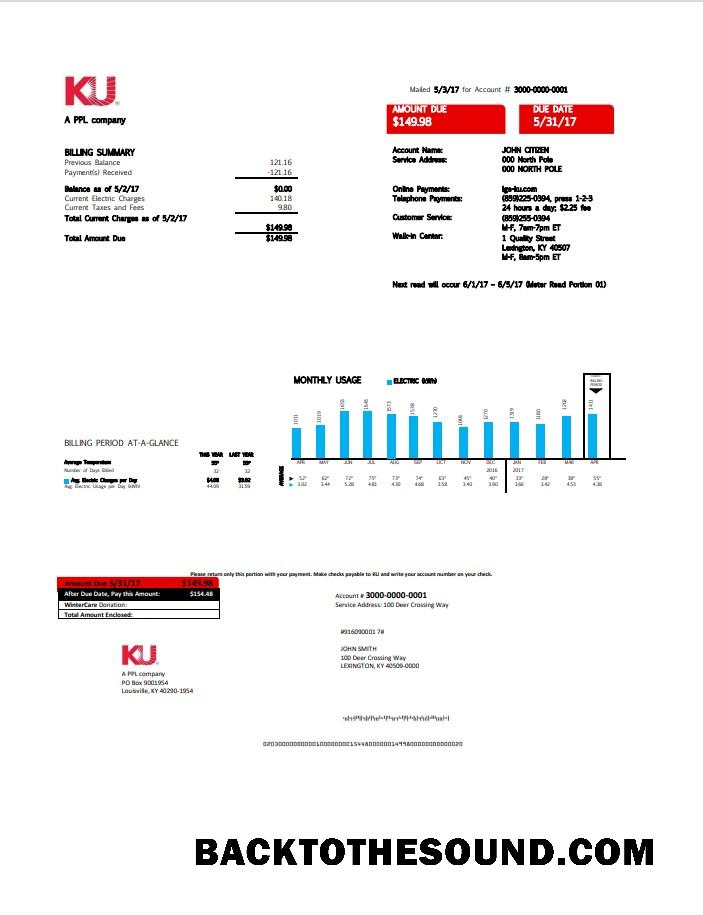 KU
Mailed 5/3/17 for Account # 3000-0000-0001
A PPL company
AMOUNT DUE
$149.98
DUE DATE
5/31/17
BILLING SUMMARY
Previous Balance 121.16
Payment(s) Received -121.16
Balance as of 5/2/17 $0.00
Current Electric Charges 140.18
Current Taxes and Fees 9.80
Total Current Charges as of 5/2/17
$149.98
Total Amount Due $149.98
Account Name: JOHN CITIZEN
Service Address: 000 North Pole
000 NORTH POLE
Online Payments: lge-ku.com
Telephone Payments: (859)225-0394, press 1-2-3
24 hours a day; $2.25 fee
Customer Service: (859)255-0394
M-F, 7am-7pm ET
Walk-in Center: 1 Quality Street
Lexington, KY 40507
M-F, 8am-5pm ET
Next read will occur 6/1/17 – 6/5/17 (Meter Read Portion 01)
MONTHLY USAGE
ELECTRIC (kWh)
BILLING
PERIOD
1011 1019 1653 1648 1573 1538 1270 1270 1319 1180 1411
APR MAY JUN JUL AUG SEP OCT NOV DEC JAN FEB MAR APR
2016 2017
AVERAGE
52° 62° 72° 75° 73° 74° 63° 45° 40° 33° 28° 38° 55°
3.02 3.44 5.28 4.81 4.30 4.68 3.58 3.43 3.90 3.66 3.42 4.53 4.38
BILLING PERIOD AT-A-GLANCE
THIS YEAR LAST YEAR
Average Temperature 55°
Number of Days Billed 32 32
Avg. Electric Charges per Day $4.38 $3.02
Avg. Electric Usage per Day (kWh) 44.09 31.59
Please return only this portion with your payment. Make checks payable to KU and write your account number on your check.
Amount Due 5/31/17 $149.98
After Due Date, Pay this Amount: $154.48
WinterCare Donation:
Total Amount Enclosed:
Account # 3000-0000-0001
Service Address: 100 Deer Crossing Way
#916090001 7#
JOHN SMITH
100 Deer Crossing Way
LEXINGTON, KY 40509-0000
KU
A PPL company
PO Box 9001954
Louisville, KY 40290-1954
BACKTOTHESOUND.COM